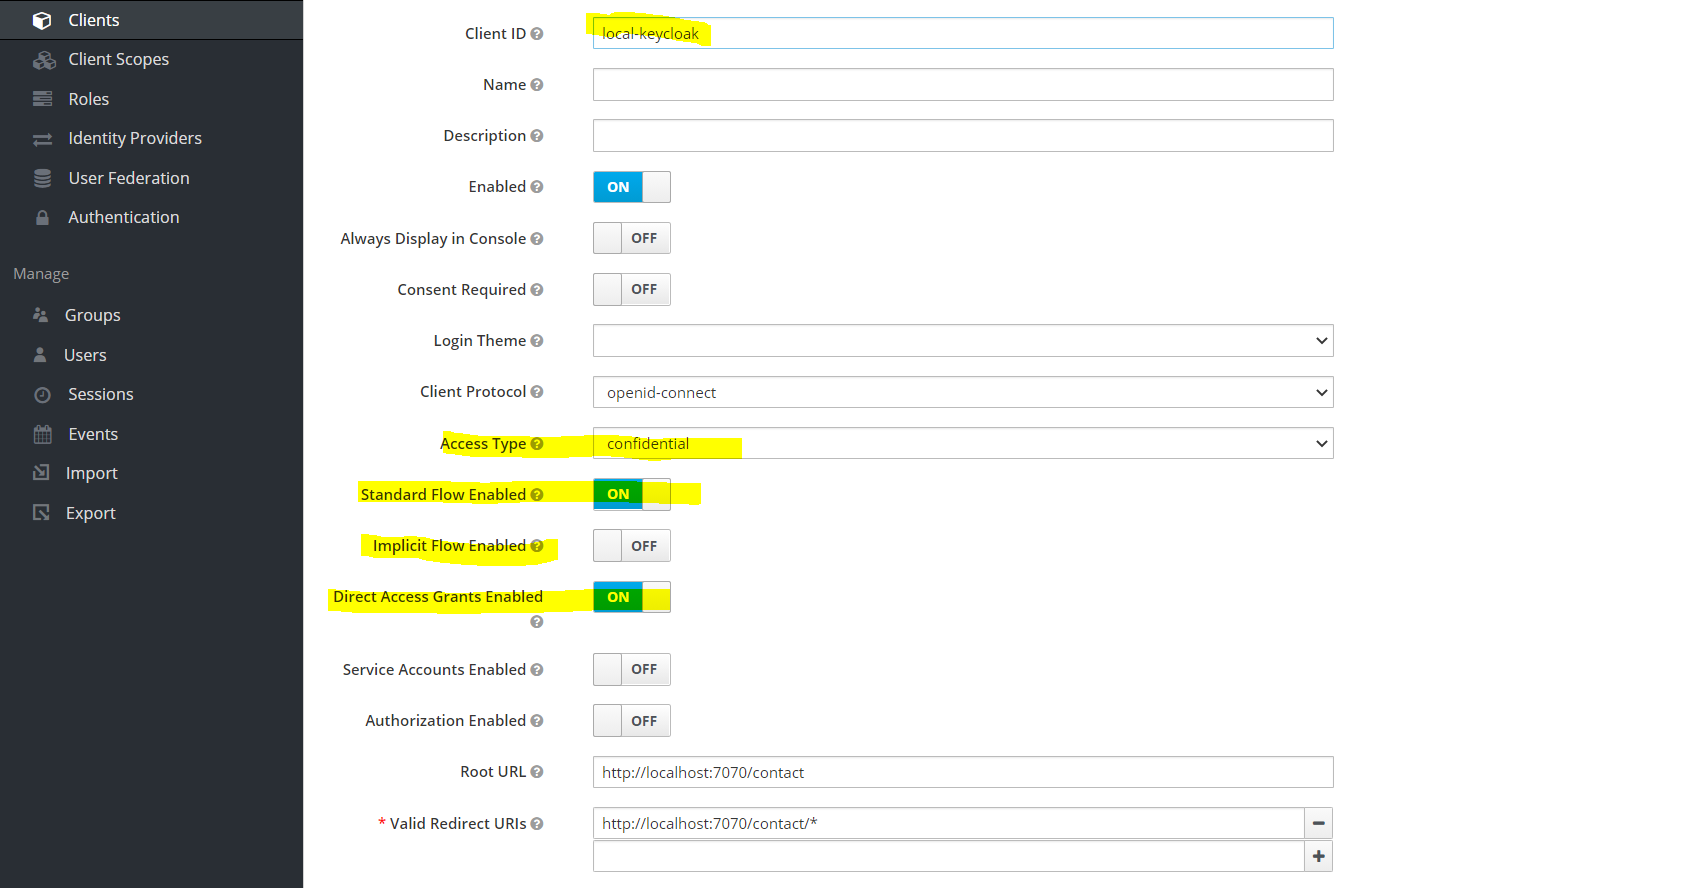 Clients
Client Scopes
Roles
Identity Providers
User Federation
Authentication
Manage
Groups
Users
Sessions
Events
Import
Export
Client ID local-keycloak
Name
Description
Enabled ON
Always Display in Console OFF
Consent Required OFF
Login Theme
Client Protocol openid-connect
Access Type confidential
Standard Flow Enabled ON
Implicit Flow Enabled OFF
Direct Access Grants Enabled ON
Service Accounts Enabled OFF
Authorization Enabled OFF
Root URL http://localhost:7070/contact
* Valid Redirect URIs http://localhost:7070/contact/*